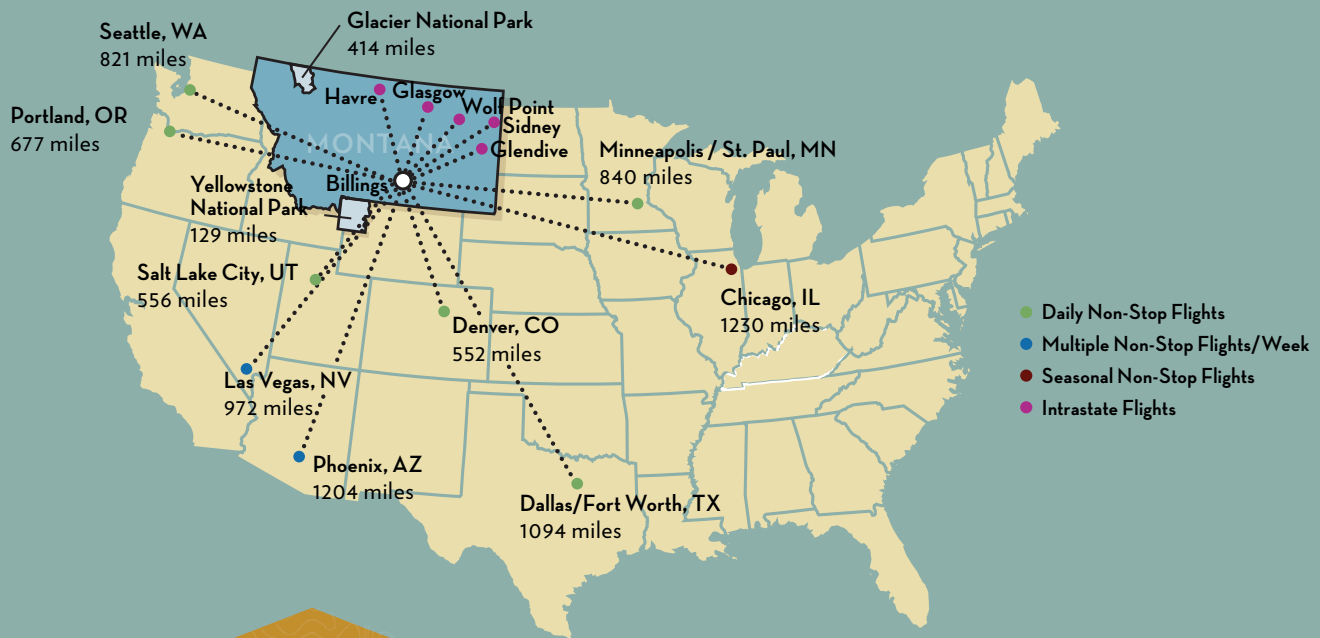 Glacier National Park
414 miles
Seattle, WA
821 miles
Portland, OR
677 miles
Havre
Glasgow
Wolf Point
Sidney
Glendive
MONTANA
Billings
Yellowstone
National Park
129 miles
Minneapolis / St. Paul, MN
840 miles
Salt Lake City, UT
556 miles
Denver, CO
552 miles
Chicago, IL
1230 miles
Las Vegas, NV
972 miles
Phoenix, AZ
1204 miles
Dallas/Fort Worth, TX
1094 miles
Daily Non-Stop Flights
Multiple Non-Stop Flights/Week
Seasonal Non-Stop Flights
Intrastate Flights